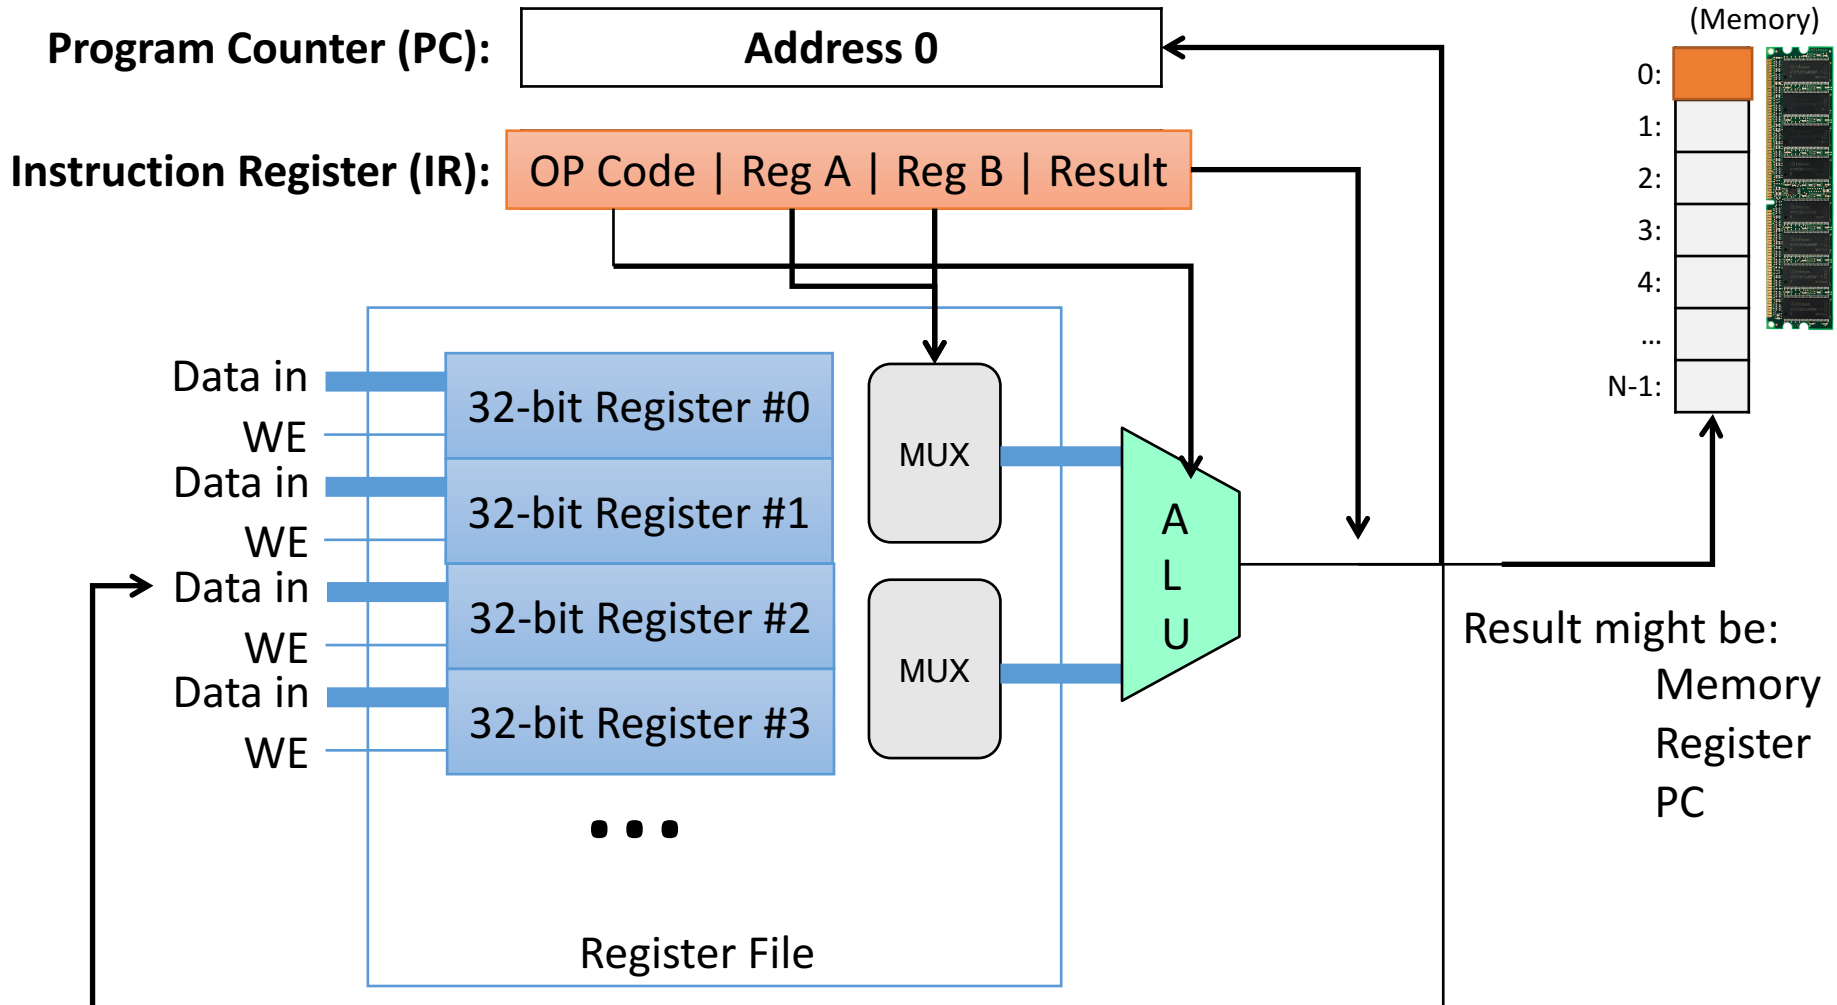 (Memory)
Program Counter (PC):
Address 0
0:
1:
2:
3:
4:
...
N-1:
Instruction Register (IR):
OP Code | Reg A | Reg B | Result
Data in
WE
Data in
WE
Data in
WE
Data in
WE
32-bit Register #0
32-bit Register #1
32-bit Register #2
32-bit Register #3
...
MUX
MUX
A
L
U
Register File
Result might be:
Memory
Register
PC